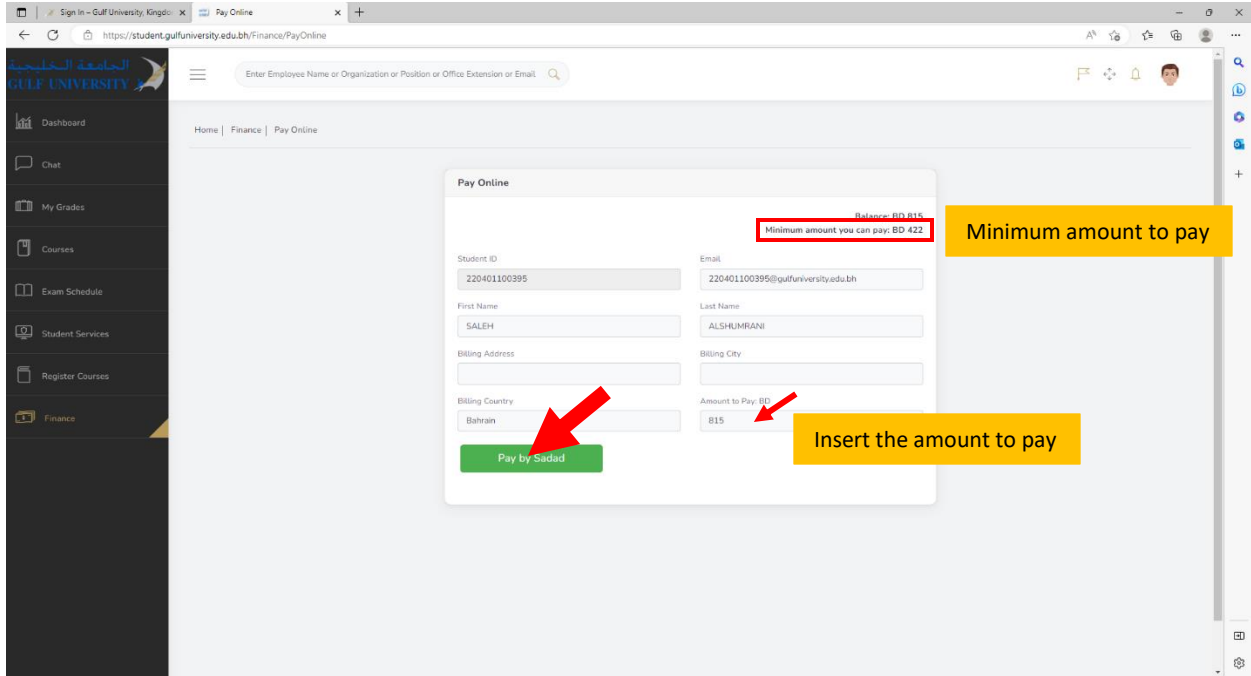 Sign In – Gulf University, Kingdo
Pay Online
https://student.gulfuniversity.edu.bh/Finance/PayOnline
الجامعة الخليجية
GULF UNIVERSITY
Enter Employee Name or Organization or Position or Office Extension or Email
Dashboard
Chat
My Grades
Courses
Exam Schedule
Student Services
Register Courses
Finance
Home | Finance | Pay Online
Pay Online
Balance: BD 815
Minimum amount you can pay: BD 422
Minimum amount to pay
Student ID
Email
220401100395
220401100395@gulfuniversity.edu.bh
First Name
Last Name
SALEH
ALSHUMRANI
Billing Address
Billing City
Billing Country
Amount to Pay: BD
Bahrain
815
Insert the amount to pay
Pay by Sadad